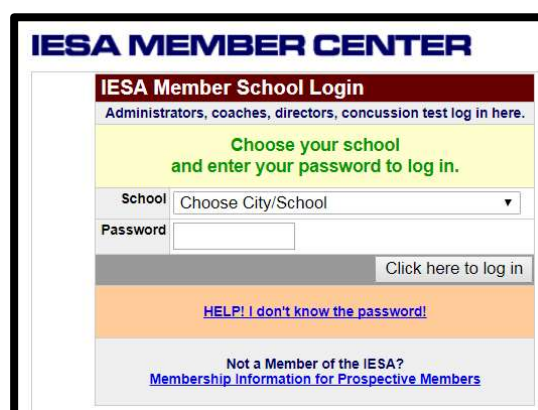 IESA MEMBER CENTER
IESA Member School Login
Administrators, coaches, directors, concussion test log in here.
Choose your school
and enter your password to log in.
School Choose City/School
Password
Click here to log in
HELP! I don't know the password!
Not a Member of the IESA?
Membership Information for Prospective Members